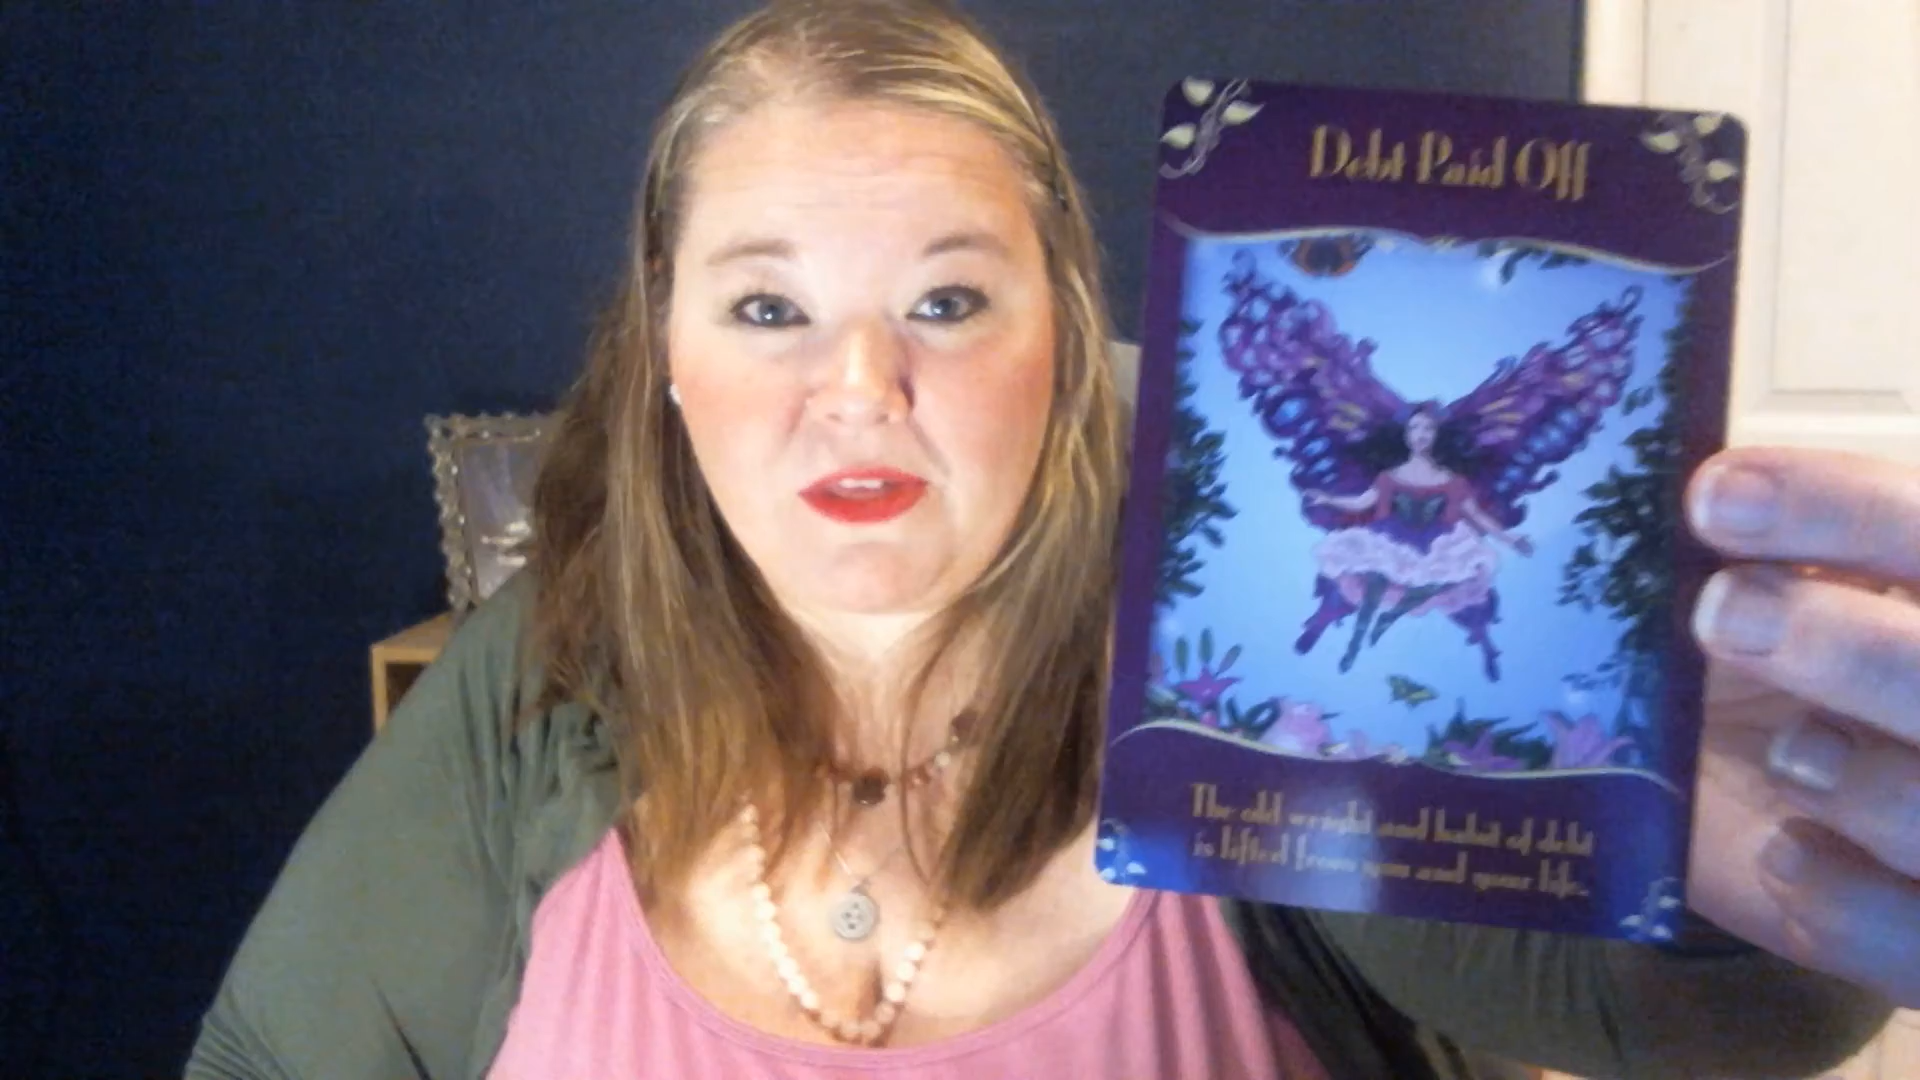 Debt Paid Off
The old weight and habit of debt
is lifted from you and your life.